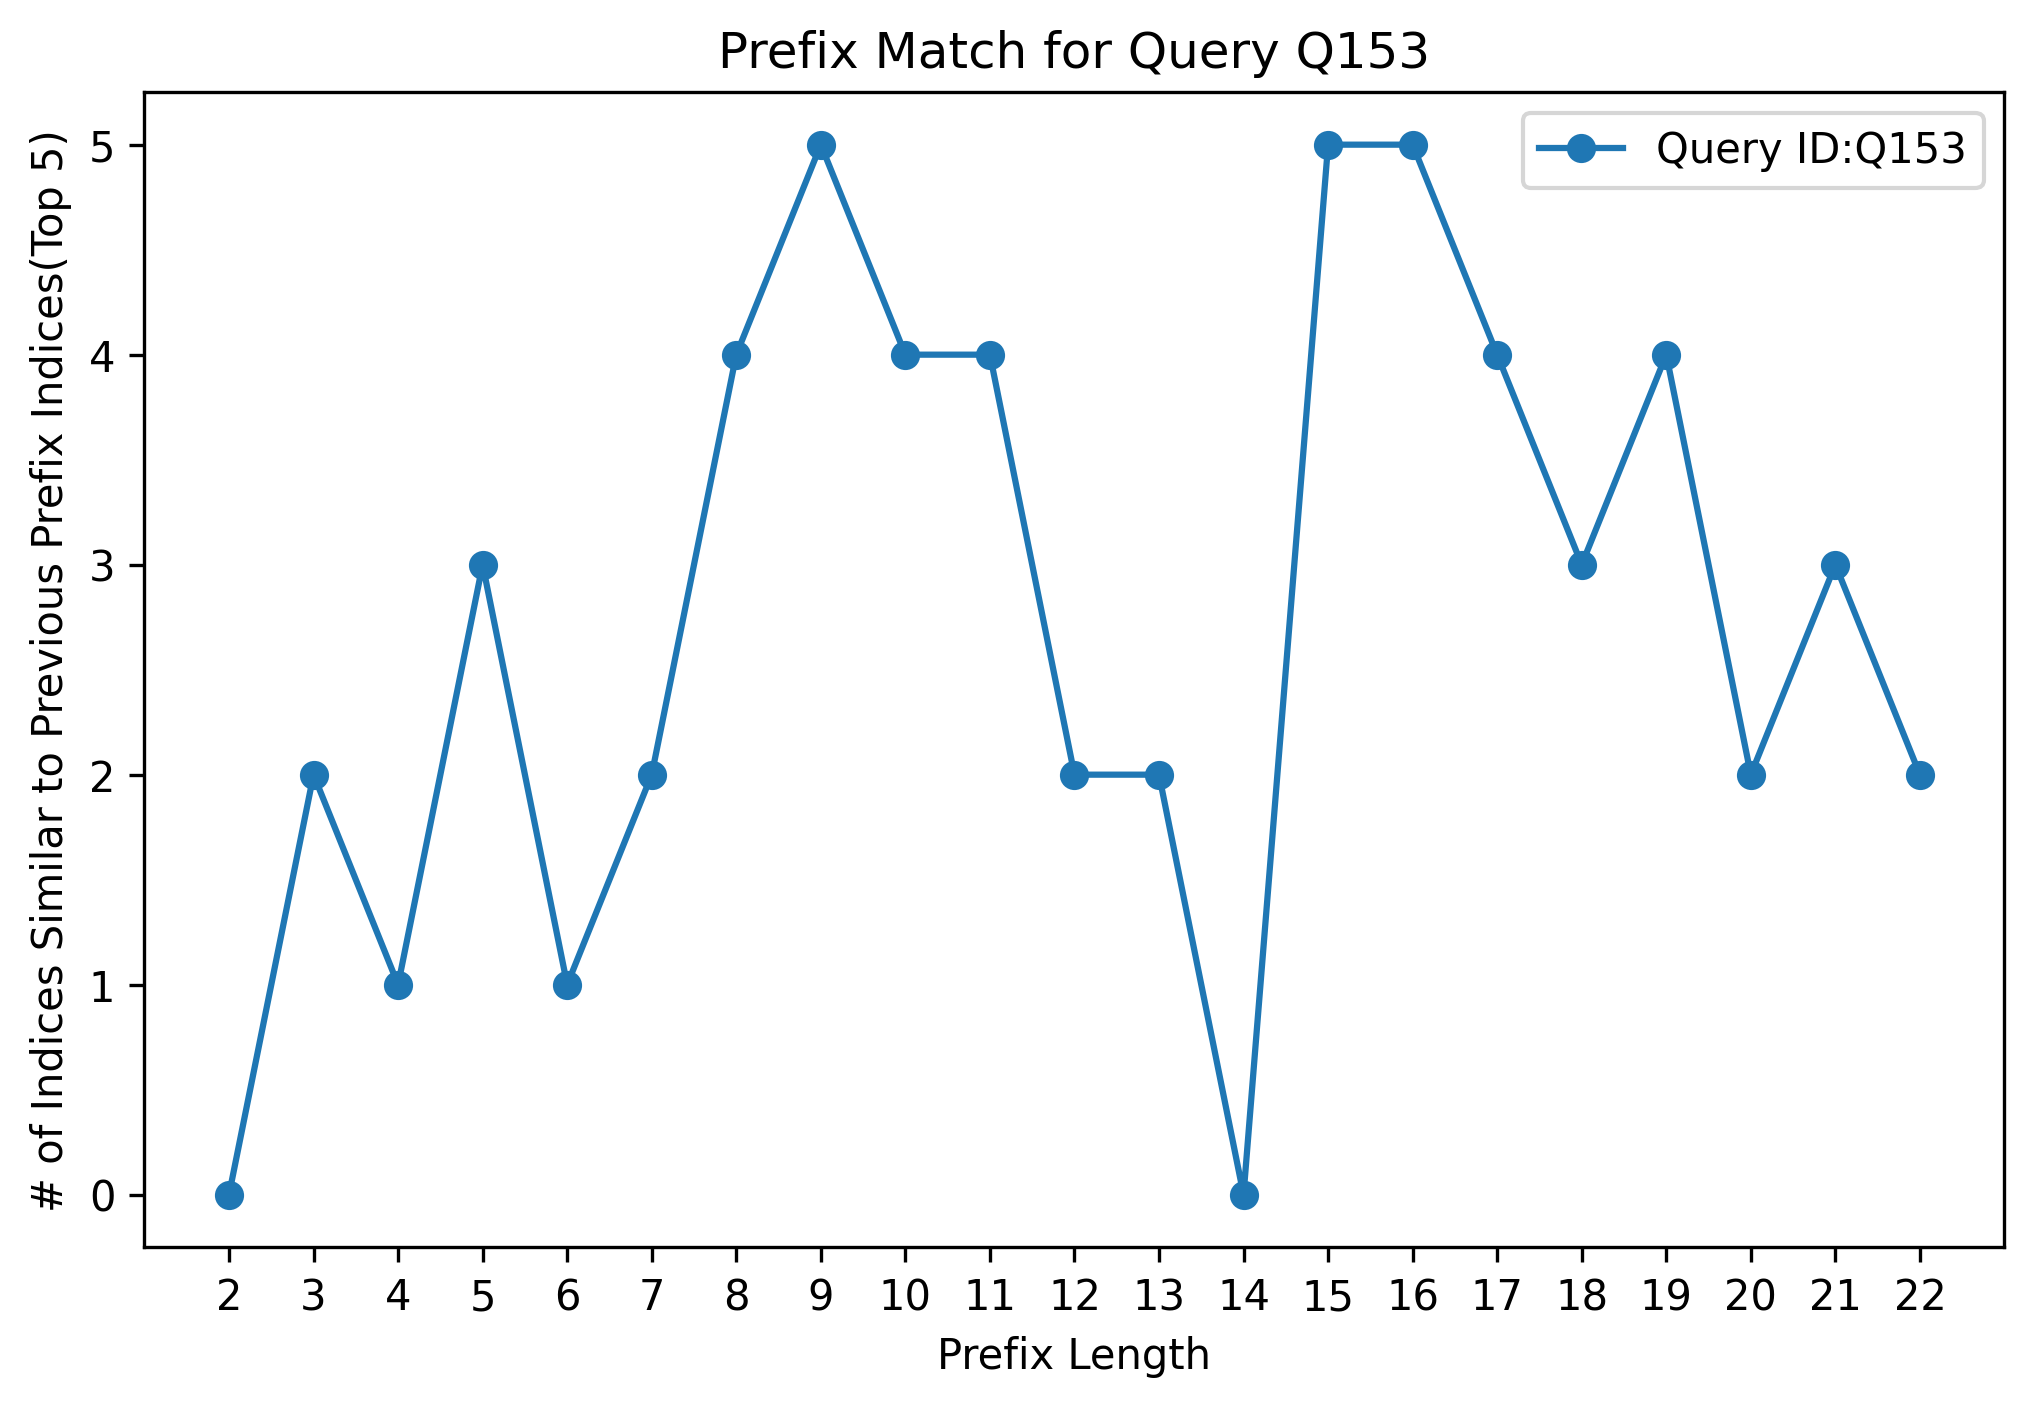 Prefix Match for Query Q153
# of Indices Similar to Previous Prefix Indices(Top 5)
5
4
3
2
1
0
Query ID:Q153
2 3 4 5 6 7 8 9 10 11 12 13 14 15 16 17 18 19 20 21 22
Prefix Length